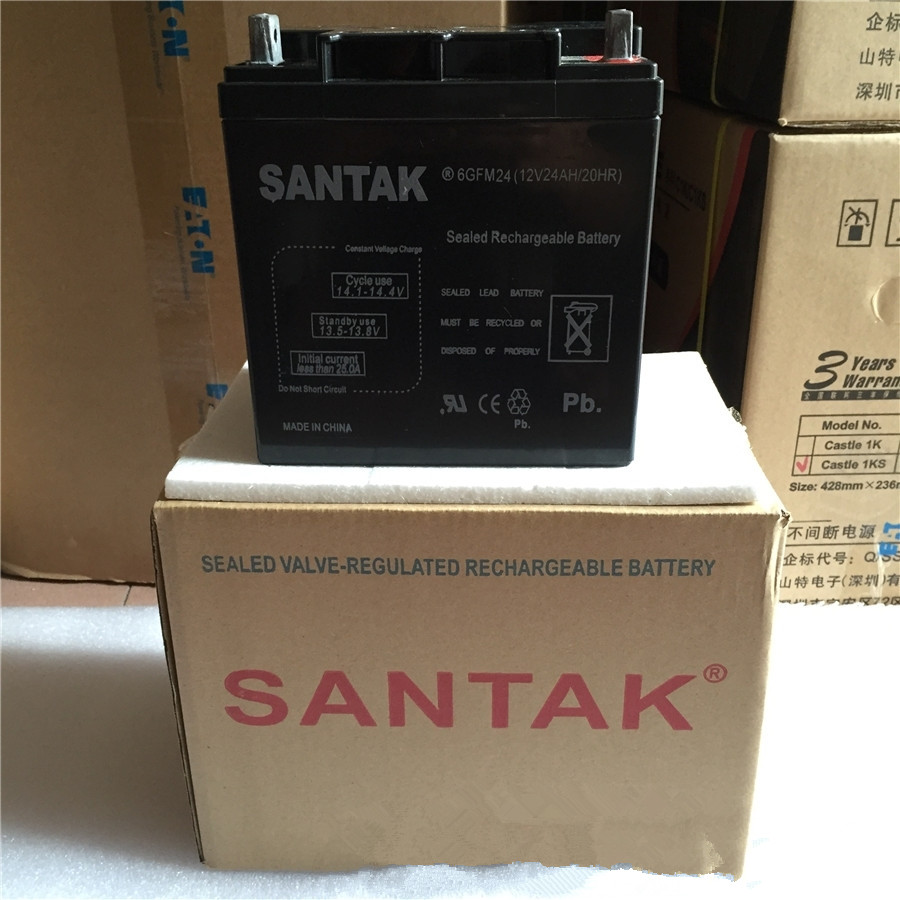 SANTAK
® 6GFM24 (12V24AH/20HR)
Sealed Rechargeable Battery
Constant Voltage Charge
Cycle use
14.1-14.4V
Standby use
13.5-13.8V
Initial current
less than 25.0A
Do Not Short Circuit
SEALED LEAD BATTERY
MUST BE RECYCLED OR
DISPOSED OF PROPERLY
CE
Pb.
Pb.
MADE IN CHINA
SEALED VALVE-REGULATED RECHARGEABLE BATTERY
SANTAK®
E·T·N
企标
山特
深圳市
3 Years
Warran
Model No.
Castle 1K
Castle 1KS
Size: 428mm×236m
不间断电源
企标代号: Q/SS
山特电子(深圳)有